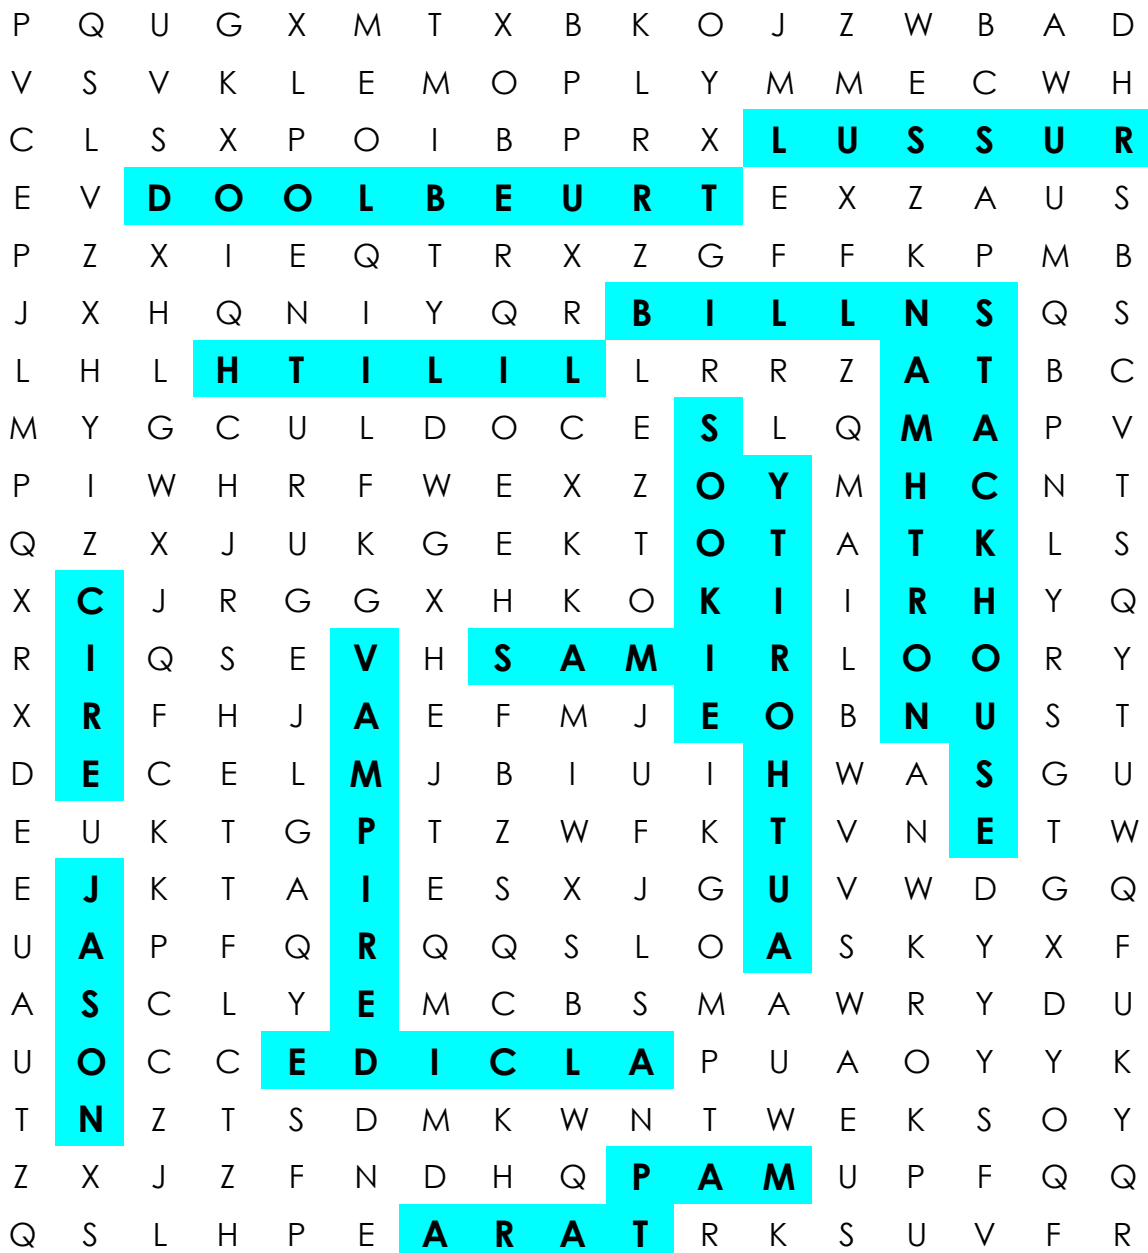 P Q U G X M T X B K O J Z W B A D
V S V K L E M O P L Y M M E C W H
C L S X P O I B P R X L U S S U R
E V D O O L B E U R T E X Z A U S
P Z X I E Q T R X Z G F F K P M B
J X H Q N I Y Q R B I L L N S Q S
L H L H T I L I L L R R Z A T B C
M Y G C U L D O C E S L Q M A P V
P I W H R F W E X Z O Y M H C N T
Q Z X J U K G E K T O T A T K L S
X C J R G G X H K O K I I R H Y Q
R I Q S E V H S A M I R L O O R Y
X R F H J A E F M J E O B N U S T
D E C E L M J B I U I H W A S G U
E U K T G P T Z W F K T V N E T W
E J K T A I E S X J G U V W D G Q
U A P F Q R Q Q S L O A S K Y X F
A S C L Y E M C B S M A W R Y D U
U O C C E D I C L A P U A O Y Y K
T N Z T S D M K W N T W E K S O Y
Z X J Z F N D H Q P A M U P F Q Q
Q S L H P E A R A T R K S U V F R